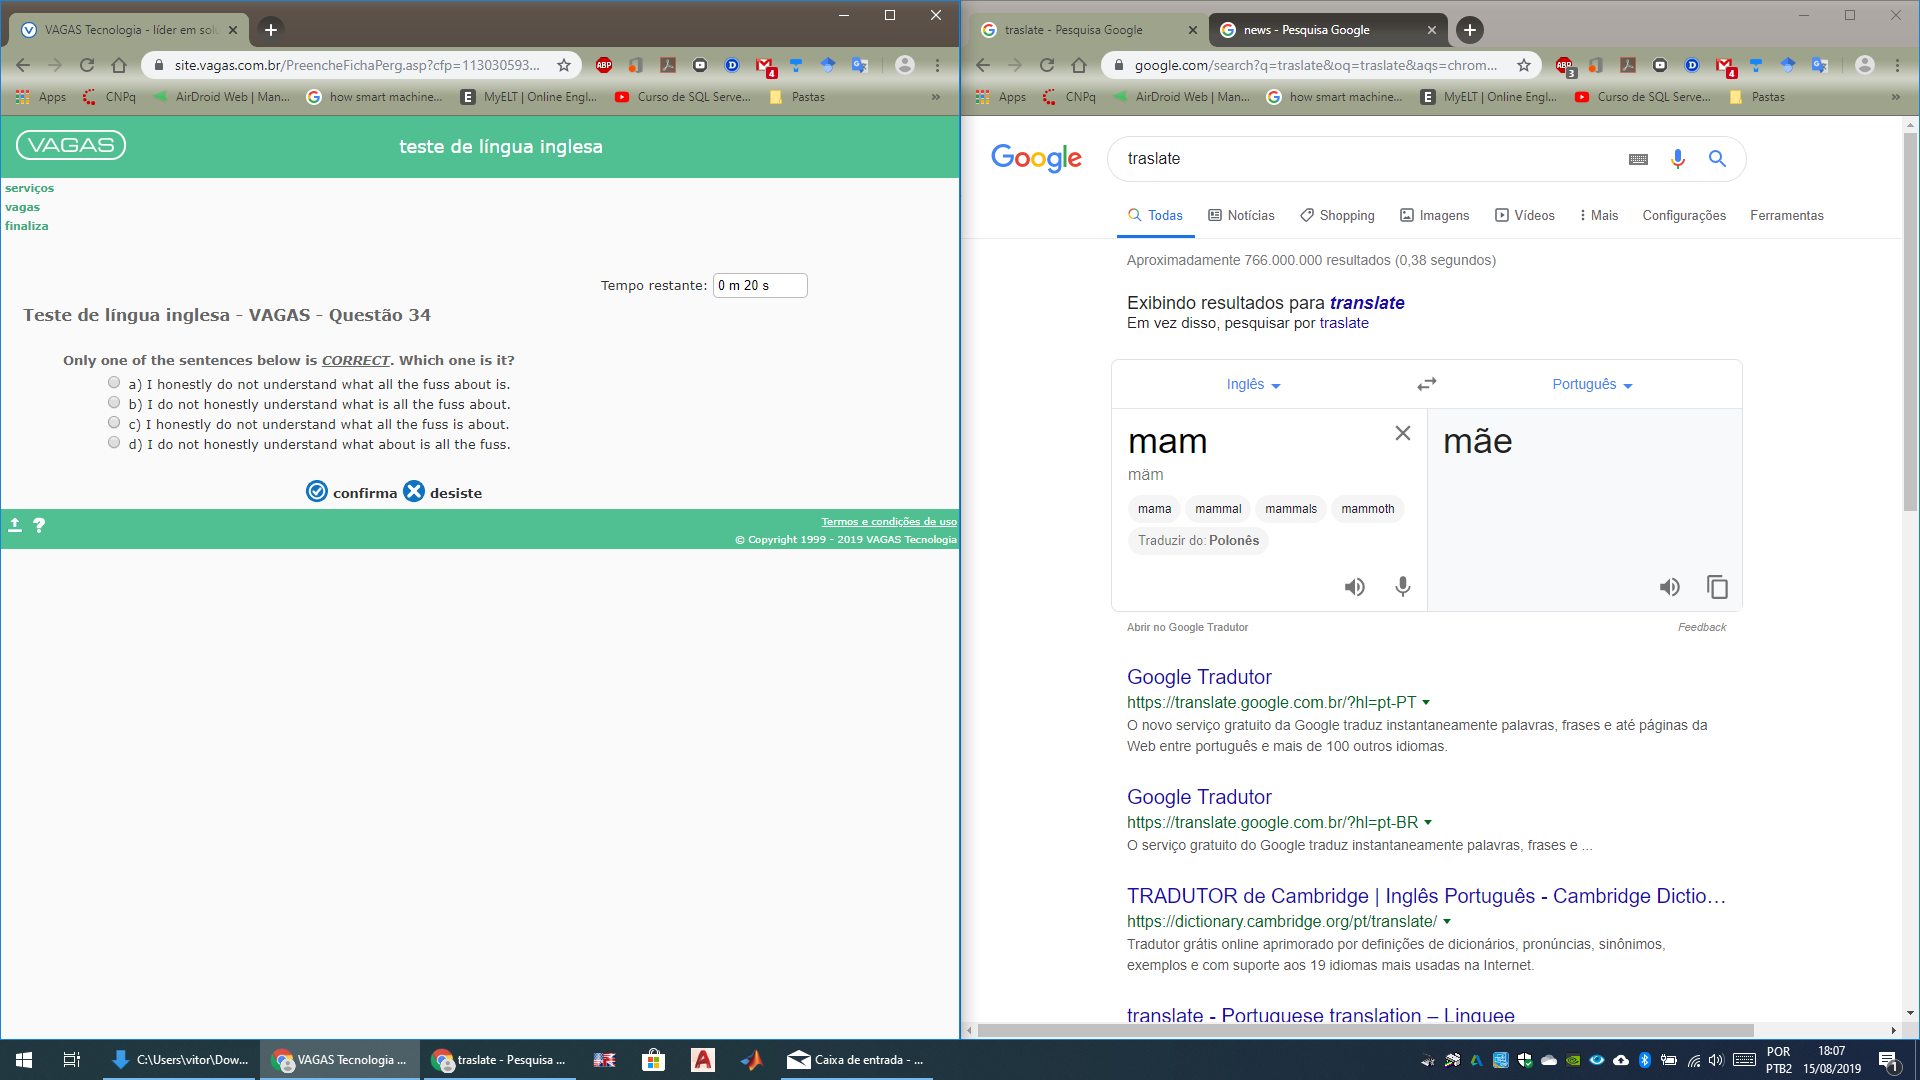 VAGAS Tecnologia - líder em solu
site.vagas.com.br/PreencheFichaPerg.asp?cfp=113030593...
ABP
4
Apps
CNPq
AirDroid Web | Man...
how smart machine...
MyELT | Online Engl...
Curso de SQL Serve...
Pastas
»
VAGAS
teste de língua inglesa
serviços
vagas
finaliza
Tempo restante: 0 m 20 s
Teste de língua inglesa - VAGAS - Questão 34
Only one of the sentences below is CORRECT. Which one is it?
a) I honestly do not understand what all the fuss about is.
b) I do not honestly understand what is all the fuss about.
c) I honestly do not understand what all the fuss is about.
d) I do not honestly understand what about is all the fuss.
confirma desiste
Termos e condições de uso
© Copyright 1999 - 2019 VAGAS Tecnologia
traslate - Pesquisa Google
news - Pesquisa Google
google.com/search?q=traslate&oq=traslate&aqs=chrom...
ABP
3
4
Apps
CNPq
AirDroid Web | Man...
how smart machine...
MyELT | Online Engl...
Curso de SQL Serve...
Pastas
»
Google
traslate
Todas
Notícias
Shopping
Imagens
Vídeos
Mais
Configurações
Ferramentas
Aproximadamente 766.000.000 resultados (0,38 segundos)
Exibindo resultados para translate
Em vez disso, pesquisar por traslate
Inglês
Português
mam
mãe
mäm
mama mammal mammals mammoth
Traduzir do: Polonês
Abrir no Google Tradutor
Feedback
Google Tradutor
https://translate.google.com.br/?hl=pt-PT
O novo serviço gratuito da Google traduz instantaneamente palavras, frases e até páginas da
Web entre português e mais de 100 outros idiomas.
Google Tradutor
https://translate.google.com.br/?hl=pt-BR
O serviço gratuito do Google traduz instantaneamente palavras, frases e ...
TRADUTOR de Cambridge | Inglês Português - Cambridge Dictio…
https://dictionary.cambridge.org/pt/translate/
Tradutor grátis online aprimorado por definições de dicionários, pronúncias, sinônimos,
exemplos e com suporte aos 19 idiomas mais usadas na Internet.
translate - Portuguese translation – Linguee
C:\Users\vitor\Dow...
VAGAS Tecnologia ...
traslate - Pesquisa ...
Caixa de entrada - ...
POR
PTB2
18:07
15/08/2019
1